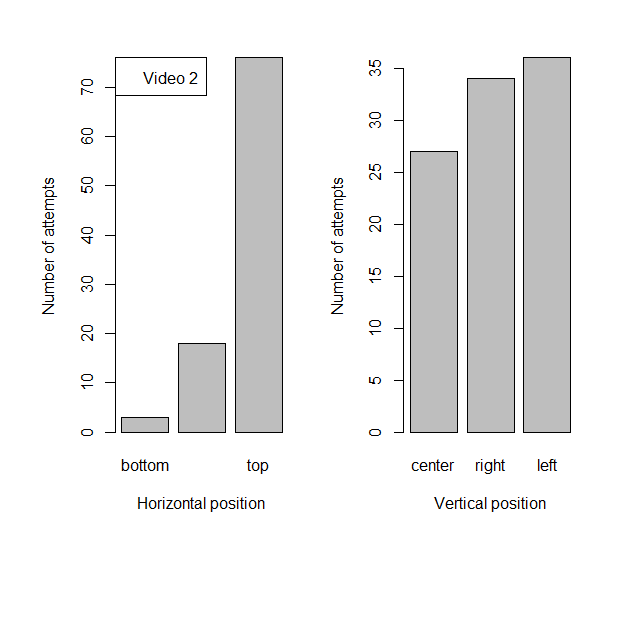 Video 2
Number of attempts
0 10 20 30 40 50 60 70
bottom top
Horizontal position
Number of attempts
0 5 10 15 20 25 30 35
center right left
Vertical position